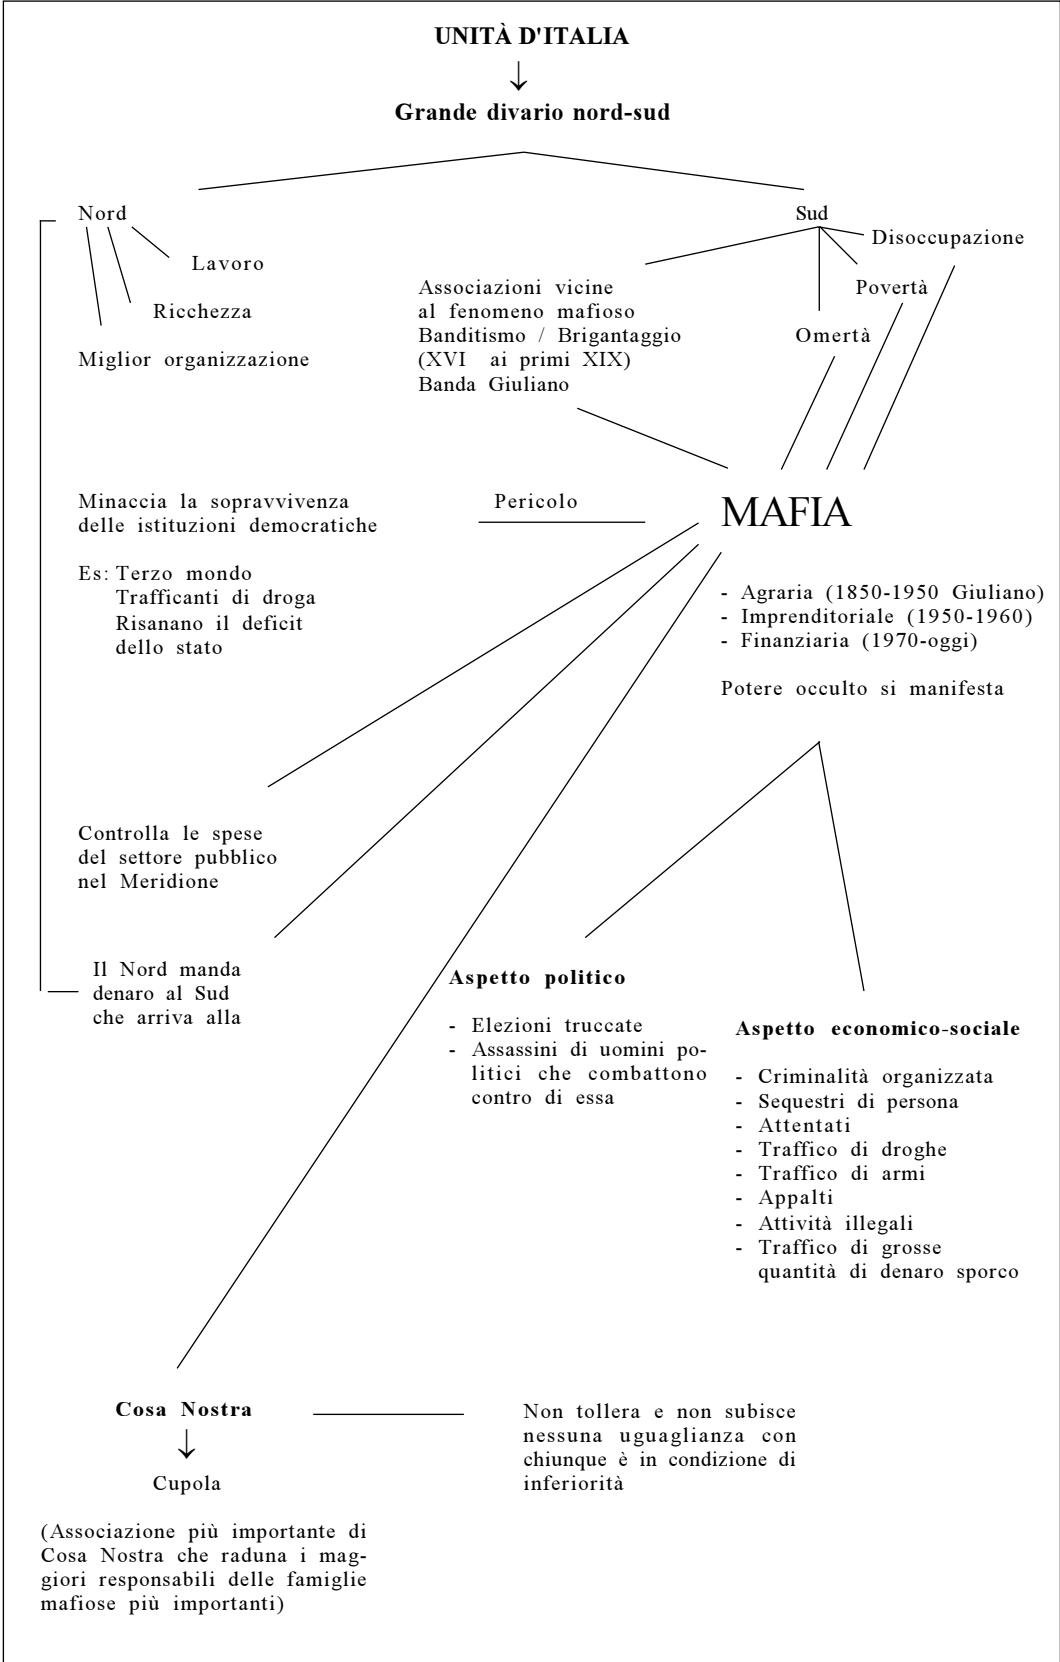 UNITÀ D'ITALIA
Grande divario nord-sud
Nord
Lavoro
Ricchezza
Miglior organizzazione
Sud
Disoccupazione
Povertà
Omertà
Associazioni vicine
al fenomeno mafioso
Banditismo / Brigantaggio
(XVI ai primi XIX)
Banda Giuliano
Minaccia la sopravvivenza
delle istituzioni democratiche
Es: Terzo mondo
Trafficanti di droga
Risanano il deficit
dello stato
Pericolo
MAFIA
- Agraria (1850-1950 Giuliano)
- Imprenditoriale (1950-1960)
- Finanziaria (1970-oggi)
Potere occulto si manifesta
Controlla le spese
del settore pubblico
nel Meridione
Il Nord manda
denaro al Sud
che arriva alla
Aspetto politico
- Elezioni truccate
- Assassini di uomini po-
litici che combattono
contro di essa
Aspetto economico-sociale
- Criminalità organizzata
- Sequestri di persona
- Attentati
- Traffico di droghe
- Traffico di armi
- Appalti
- Attività illegali
- Traffico di grosse
quantità di denaro sporco
Cosa Nostra
Cupola
(Associazione più importante di
Cosa Nostra che raduna i mag-
giori responsabili delle famiglie
mafiose più importanti)
Non tollera e non subisce
nessuna uguaglianza con
chiunque è in condizione di
inferiorità